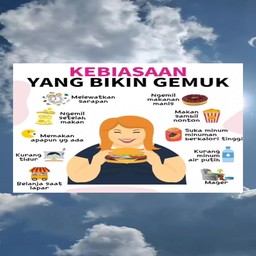 KEBIASAAN
YANG BIKIN GEMUK
Melewatkan
sarapan
Ngemil
makanan
manis
Ngemil
setelah
makan
Makan
sambil
nonton
Memakan
apapun yg ada
Suka minum
minuman
berkalori tinggi
Kurang
tidur
Kurang
minum
air putih
Belanja saat
lapar
Mager